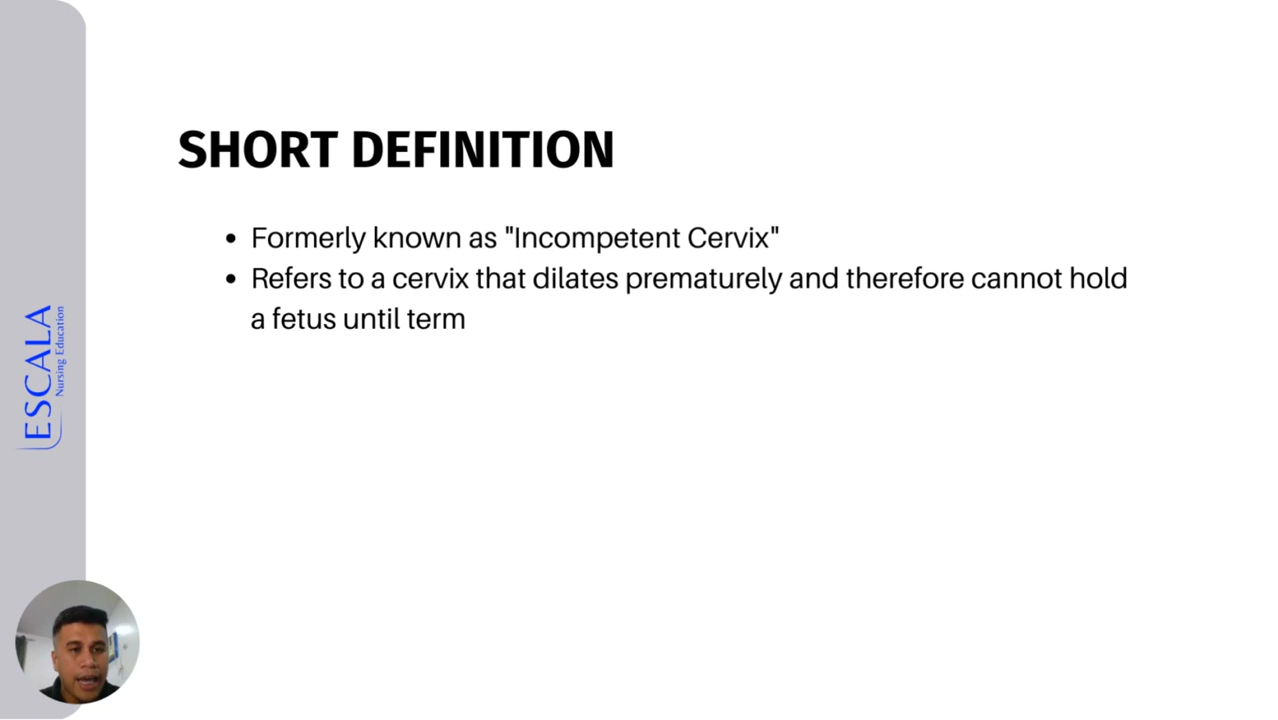 SHORT DEFINITION
• Formerly known as "Incompetent Cervix"
• Refers to a cervix that dilates prematurely and therefore cannot hold
a fetus until term
ESCALA
Nursing Education